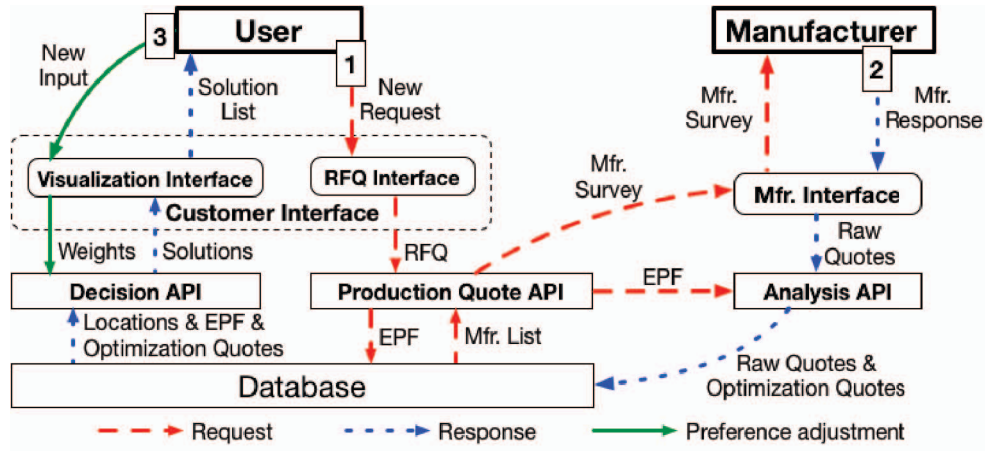 User
Manufacturer
3
1
2
New
Input
Solution
List
New
Request
Mfr.
Survey
Mfr.
Response
Visualization Interface
RFQ Interface
Customer Interface
Mfr.
Survey
Mfr. Interface
Weights
Solutions
RFQ
Raw
Quotes
Decision API
Production Quote API
EPF
Analysis API
Locations & EPF &
Optimization Quotes
EPF
Mfr. List
Database
Raw Quotes &
Optimization Quotes
Request
Response
Preference adjustment